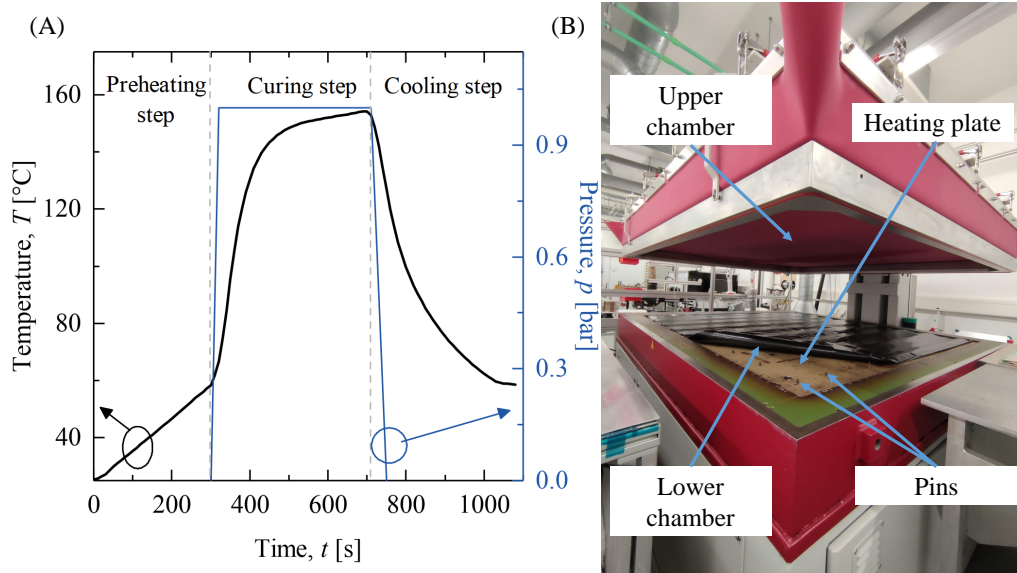 (A)
(B)
Preheating
step
Curing step
Cooling step
160
120
80
40
Temperature, T [°C]
0
200
400
600
800
1000
Time, t [s]
0.9
0.6
0.3
0.0
Pressure, p [bar]
Upper
chamber
Heating plate
Lower
chamber
Pins